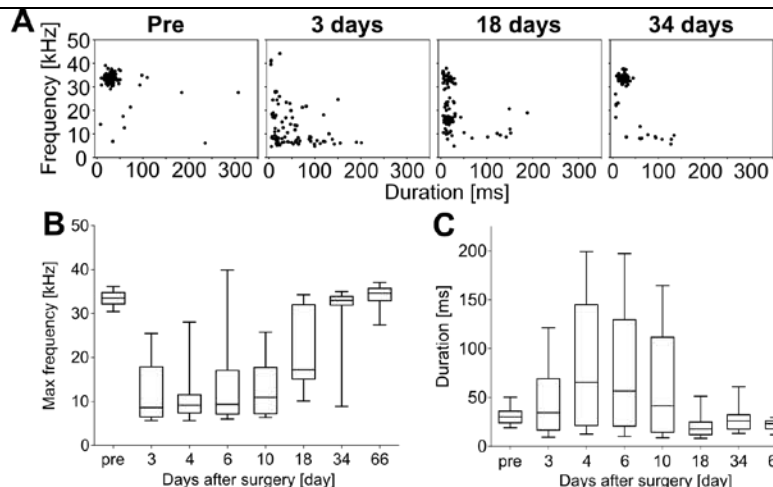 A
Pre 3 days 18 days 34 days
Frequency [kHz]
50
40
30
20
10
0
0 100 200 300 0 100 200 300 0 100 200 300 0 100 200 300
Duration [ms]
B
Max frequency [kHz]
50
40
30
20
10
0
pre 3 4 6 10 18 34 66
Days after surgery [day]
C
Duration [ms]
200
150
100
50
0
pre 3 4 6 10 18 34
Days after surgery [day]